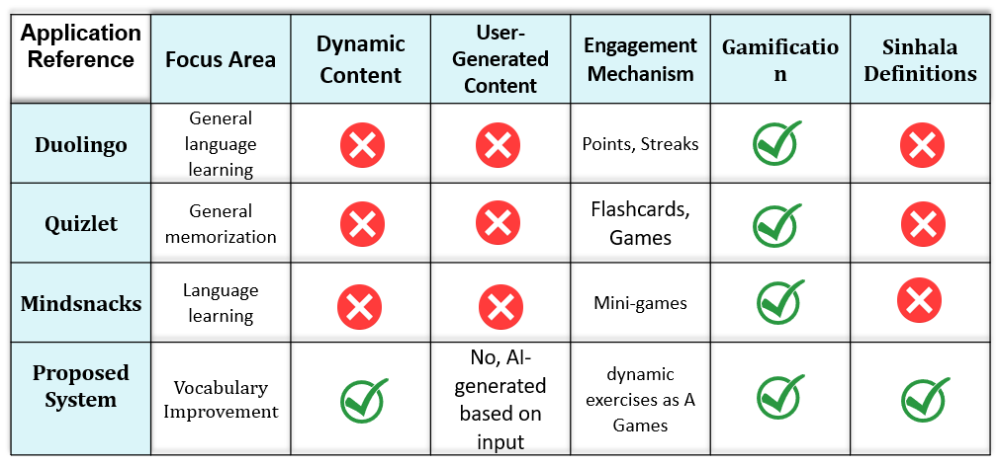 Application
Reference
Focus Area
Dynamic
Content
User-
Generated
Content
Engagement
Mechanism
Gamificatio
n
Sinhala
Definitions
Duolingo
General
language
learning
Points, Streaks
Quizlet
General
memorization
Flashcards,
Games
Mindsnacks
Language
learning
Mini-games
Proposed
System
Vocabulary
Improvement
No, AI-
generated
based on
input
dynamic
exercises as A
Games